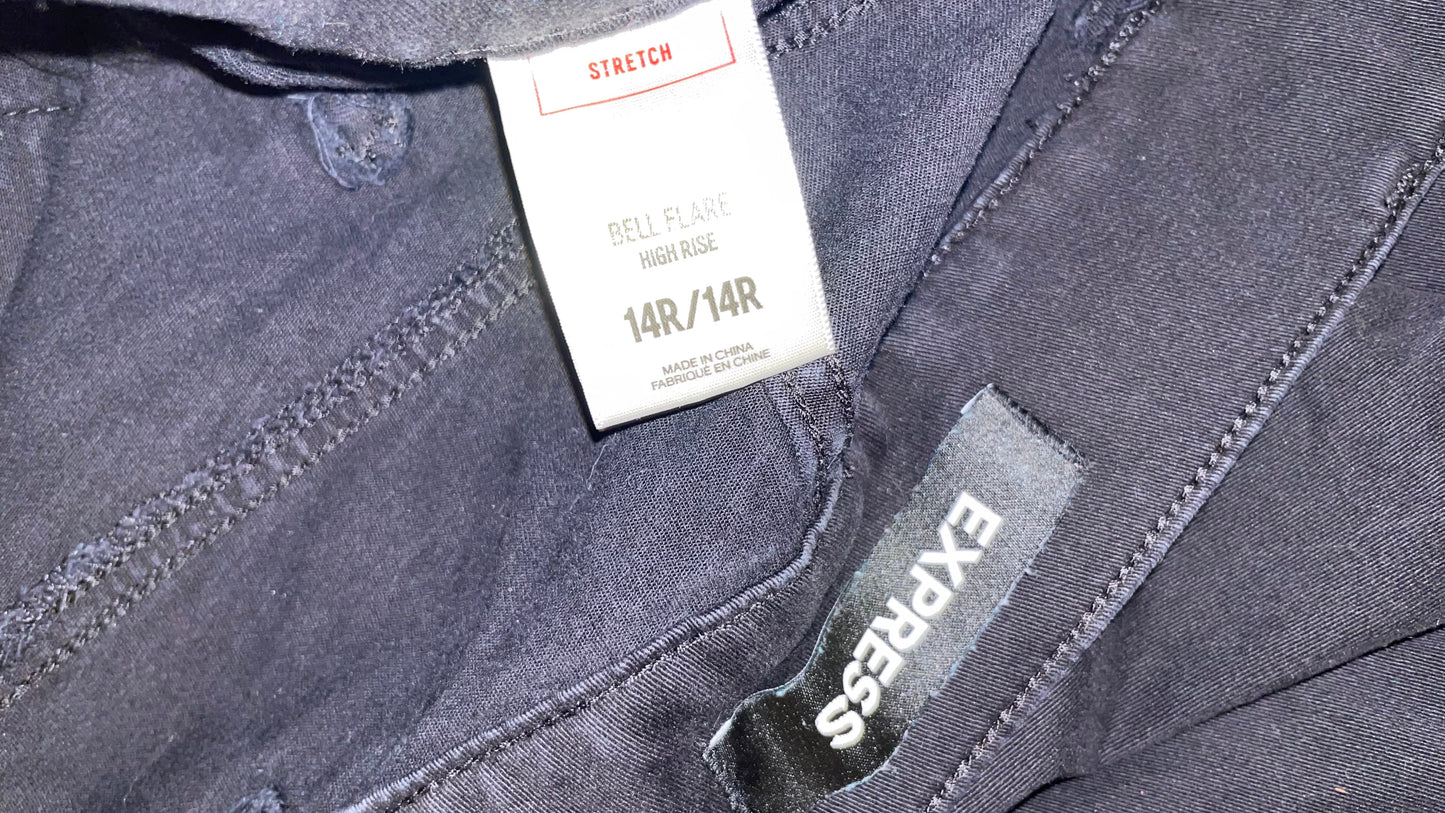 STRETCH
BELL FLARE
HIGH RISE
14R/14R
MADE IN CHINA
FABRIQUÉ EN CHINE
EXPRESS